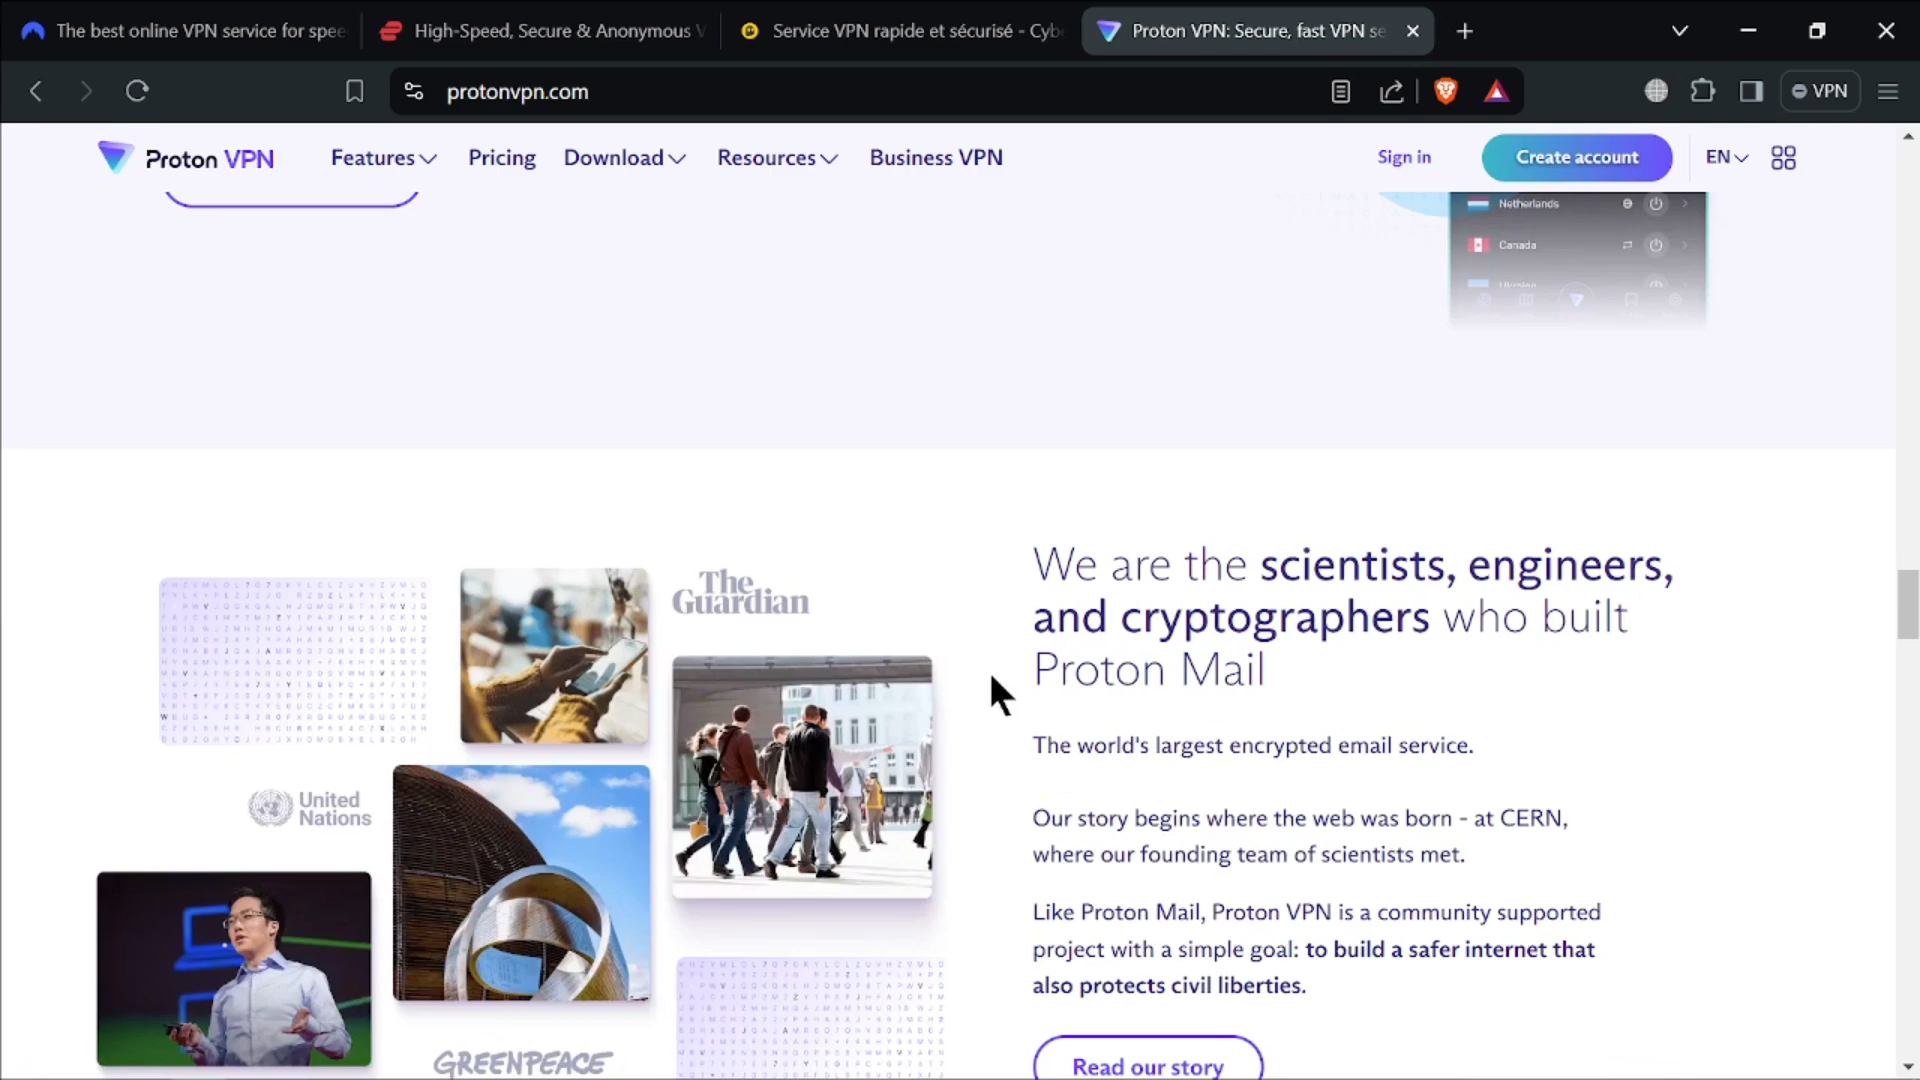 The best online VPN service for spee
High-Speed, Secure & Anonymous V
Service VPN rapide et sécurisé - Cybe
Proton VPN: Secure, fast VPN se
protonvpn.com
VPN
Proton VPN
Features
Pricing
Download
Resources
Business VPN
Sign in
Create account
EN
Netherlands
Canada
Ukraine
We are the scientists, engineers,
and cryptographers who built
Proton Mail
The world's largest encrypted email service.
Our story begins where the web was born - at CERN,
where our founding team of scientists met.
Like Proton Mail, Proton VPN is a community supported
project with a simple goal: to build a safer internet that
also protects civil liberties.
Read our story
The
Guardian
United
Nations
GREENPEACE